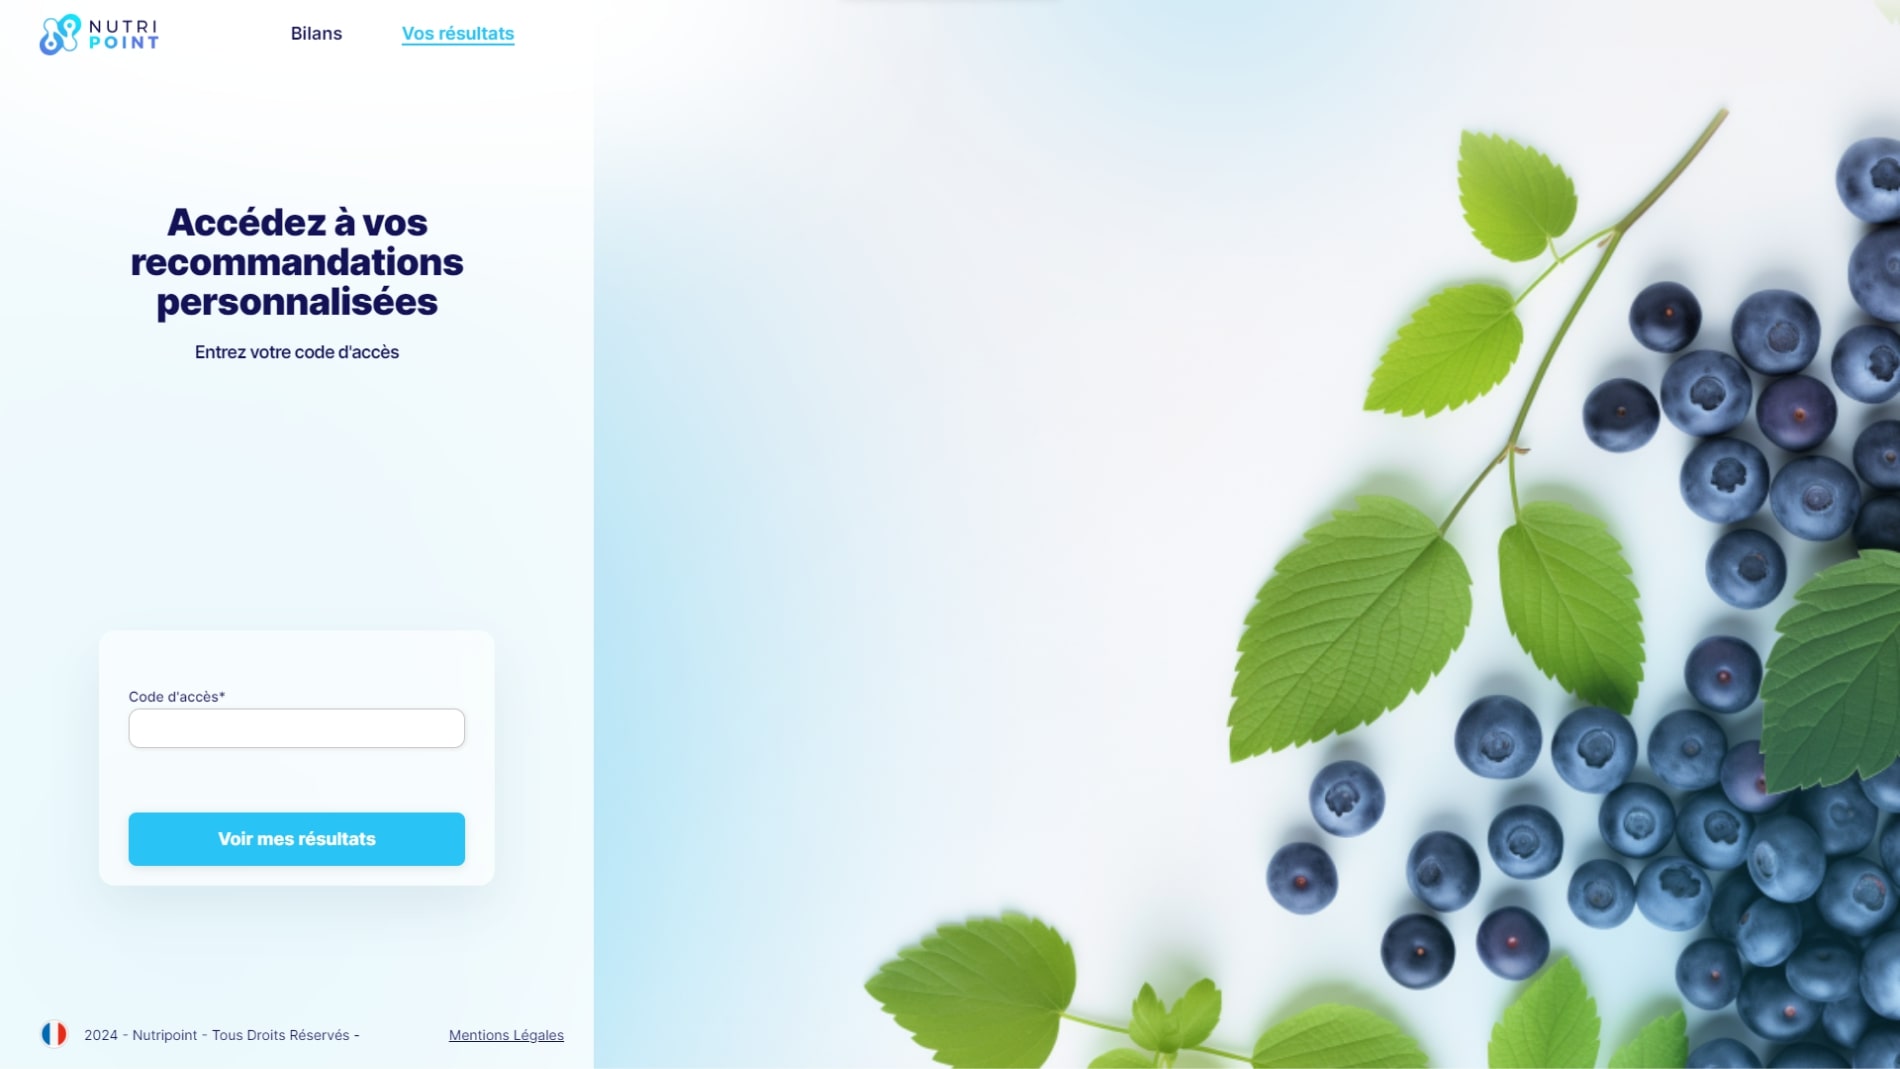 NUTRI
POINT
Bilans
Vos résultats
Accédez à vos
recommandations
personnalisées
Entrez votre code d'accès
Code d'accès*
Voir mes résultats
2024 - Nutripoint - Tous Droits Réservés -
Mentions Légales